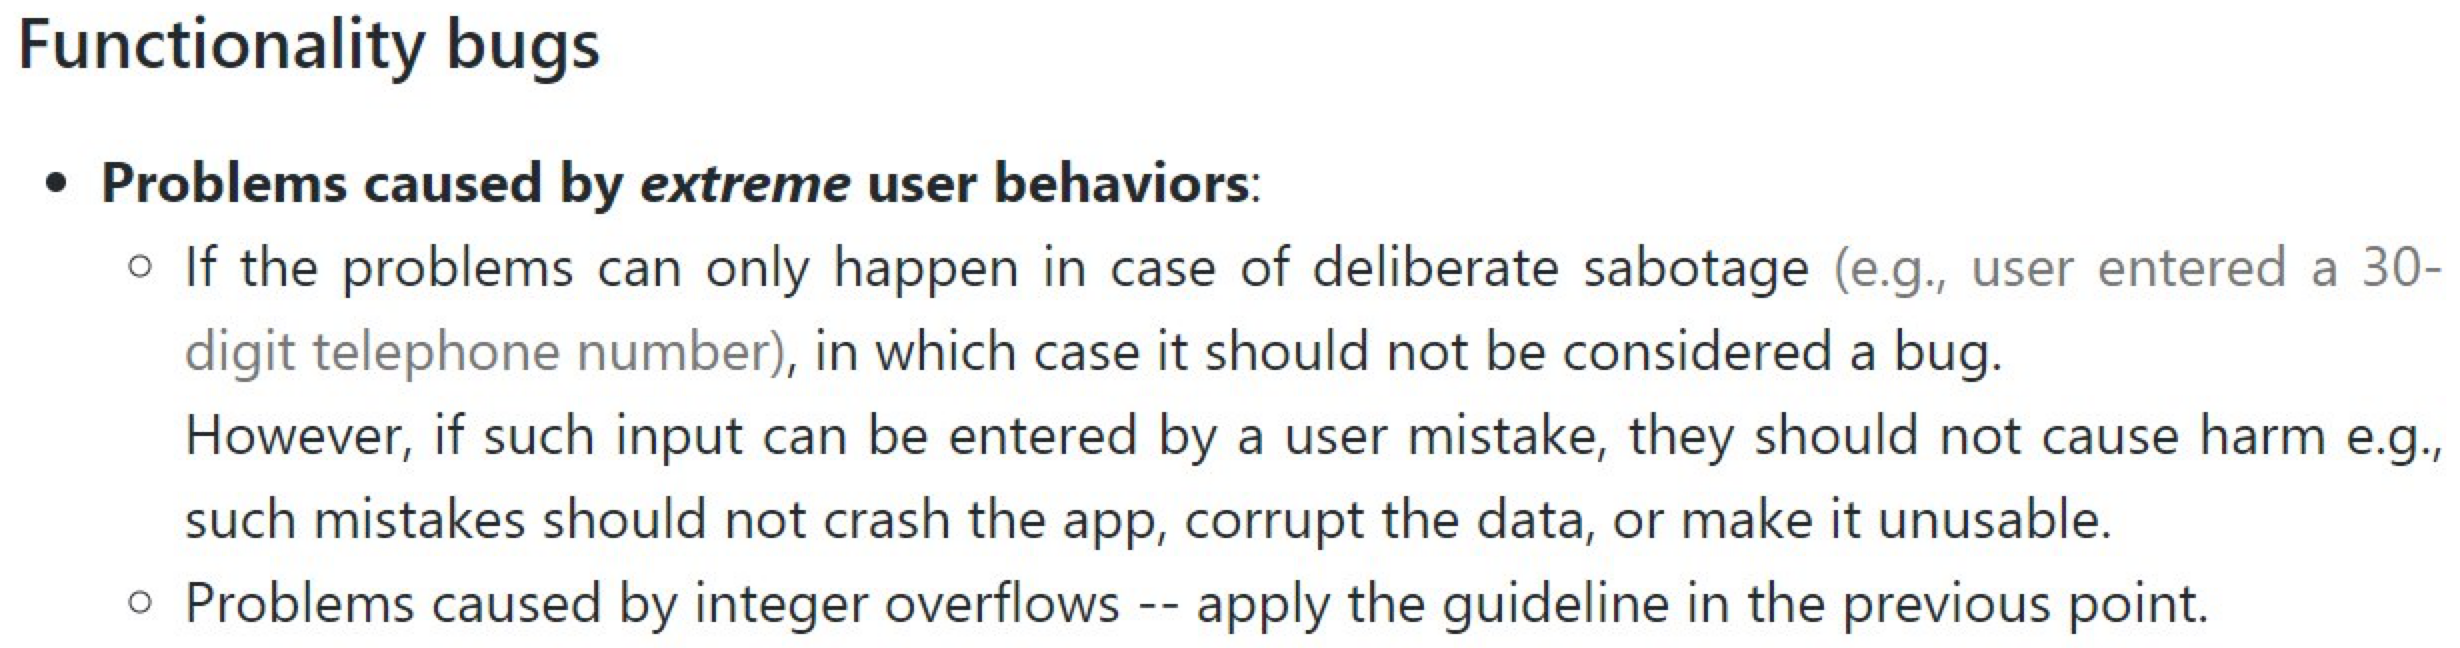 Functionality bugs
• Problems caused by extreme user behaviors:
○ If the problems can only happen in case of deliberate sabotage (e.g., user entered a 30-
digit telephone number), in which case it should not be considered a bug.
However, if such input can be entered by a user mistake, they should not cause harm e.g.,
such mistakes should not crash the app, corrupt the data, or make it unusable.
○ Problems caused by integer overflows -- apply the guideline in the previous point.